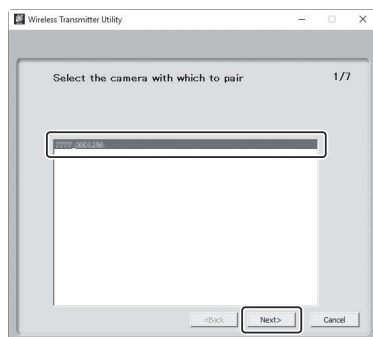 Wireless Transmitter Utility
Select the camera with which to pair 1/7
<Back Next> Cancel